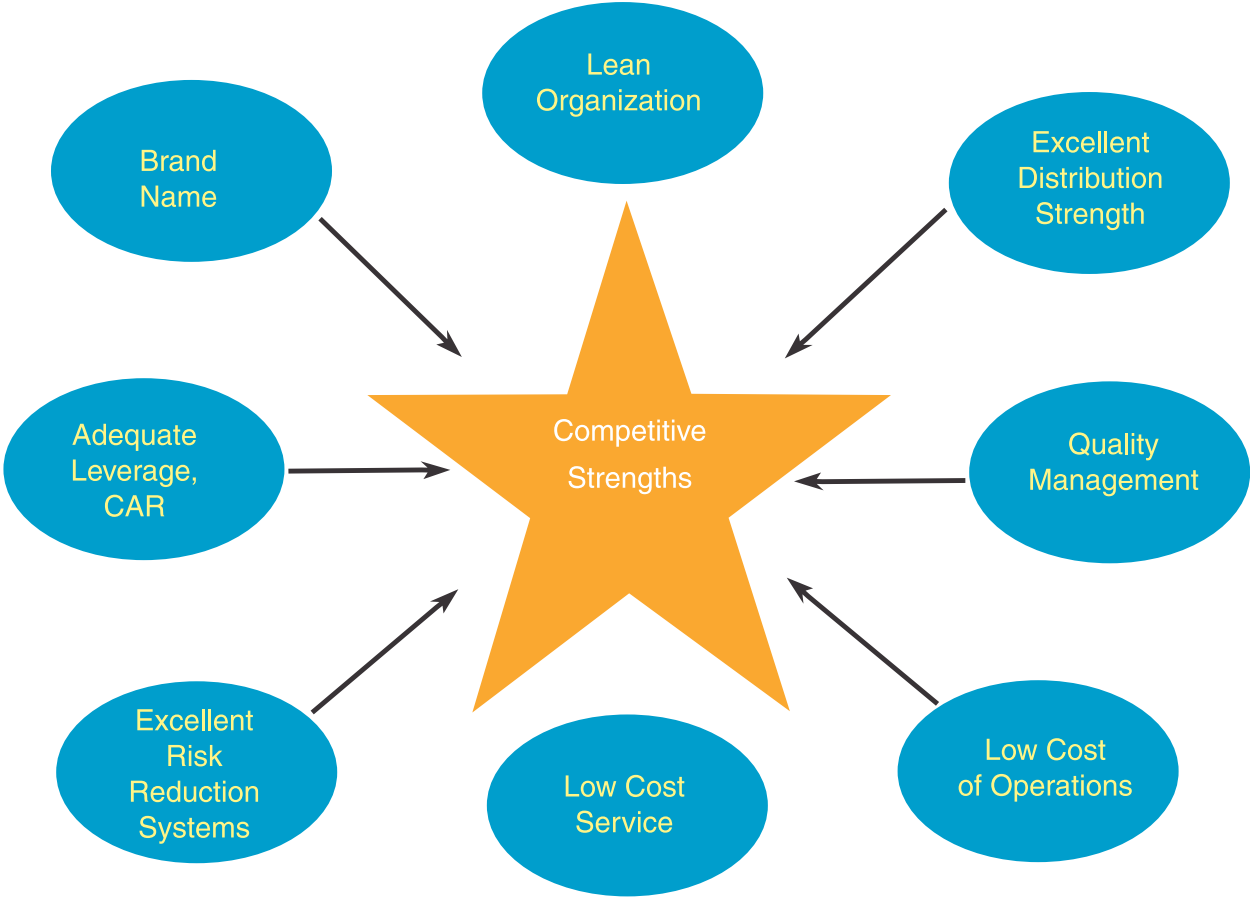 Lean
Organization
Brand
Name
Excellent
Distribution
Strength
Competitive
Strengths
Adequate
Leverage,
CAR
Quality
Management
Excellent
Risk
Reduction
Systems
Low Cost
Service
Low Cost
of Operations